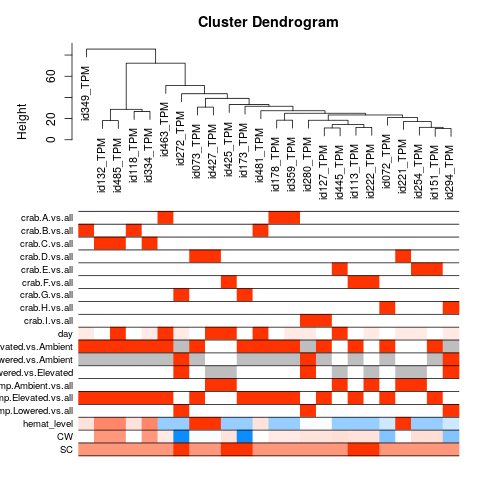 Cluster Dendrogram
Height
0
20
60
id349_TPM
id132_TPM
id485_TPM
id118_TPM
id334_TPM
id463_TPM
id272_TPM
id073_TPM
id427_TPM
id425_TPM
id173_TPM
id481_TPM
id178_TPM
id359_TPM
id280_TPM
id127_TPM
id445_TPM
id113_TPM
id222_TPM
id072_TPM
id221_TPM
id254_TPM
id151_TPM
id294_TPM
crab.A.vs.all
crab.B.vs.all
crab.C.vs.all
crab.D.vs.all
crab.E.vs.all
crab.F.vs.all
crab.G.vs.all
crab.H.vs.all
crab.I.vs.all
day
evated.vs.Ambient
wered.vs.Ambient
wered.vs.Elevated
mp.Ambient.vs.all
mp.Elevated.vs.all
mp.Lowered.vs.all
hemat_level
CW
SC